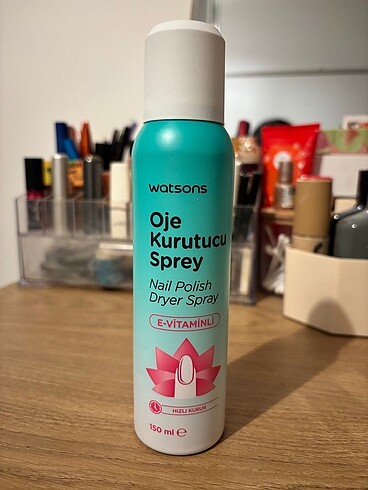 watsons
Oje
Kurutucu
Sprey
Nail Polish
Dryer Spray
E-VİTAMİNLİ
HIZLI KURUR
150 ml ℮